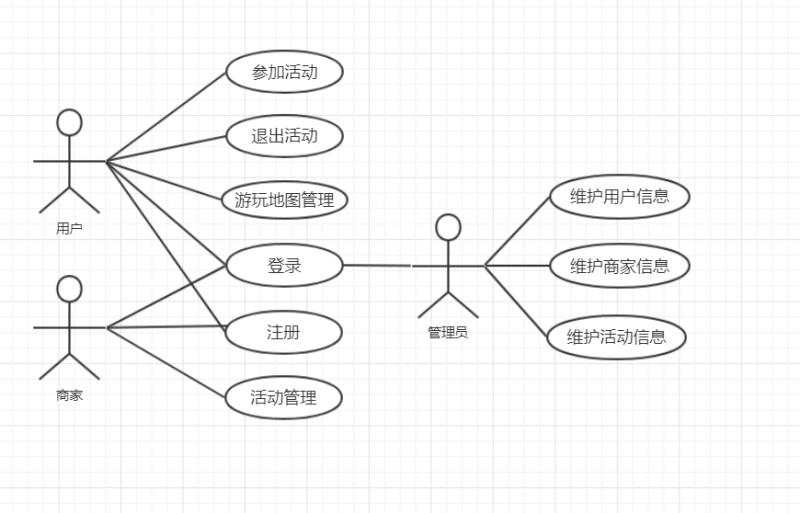 参加活动
退出活动
游玩地图管理
用户
登录
注册
活动管理
商家
管理员
维护用户信息
维护商家信息
维护活动信息